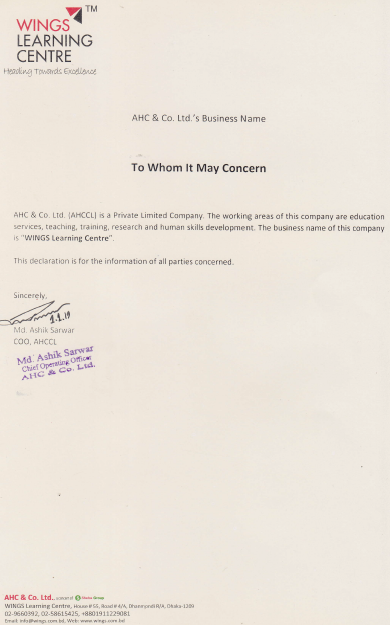 TM
WINGS
LEARNING
CENTRE
Heading Towards Excellence
AHC & Co. Ltd.'s Business Name
To Whom It May Concern
AHC & Co. Ltd. (AHCCL) is a Private Limited Company. The working areas of this company are education
services, teaching, training, research and human skills development. The business name of this company
is "WINGS Learning Centre".
This declaration is for the information of all parties concerned.
Sincerely,
1.1.19
Md. Ashik Sarwar
COO, AHCCL
Md. Ashik Sarwar
Chief Operating Officer
AHC & Co. Ltd.
AHC & Co. Ltd., a concern of Group
WINGS Learning Centre, House # 55, Road # 4/A, Dhanmondi R/A, Dhaka-1209
02-9660392, 02-58615425, +8801911229081
Email: info@wings.com.bd, Web: www.wings.com.bd